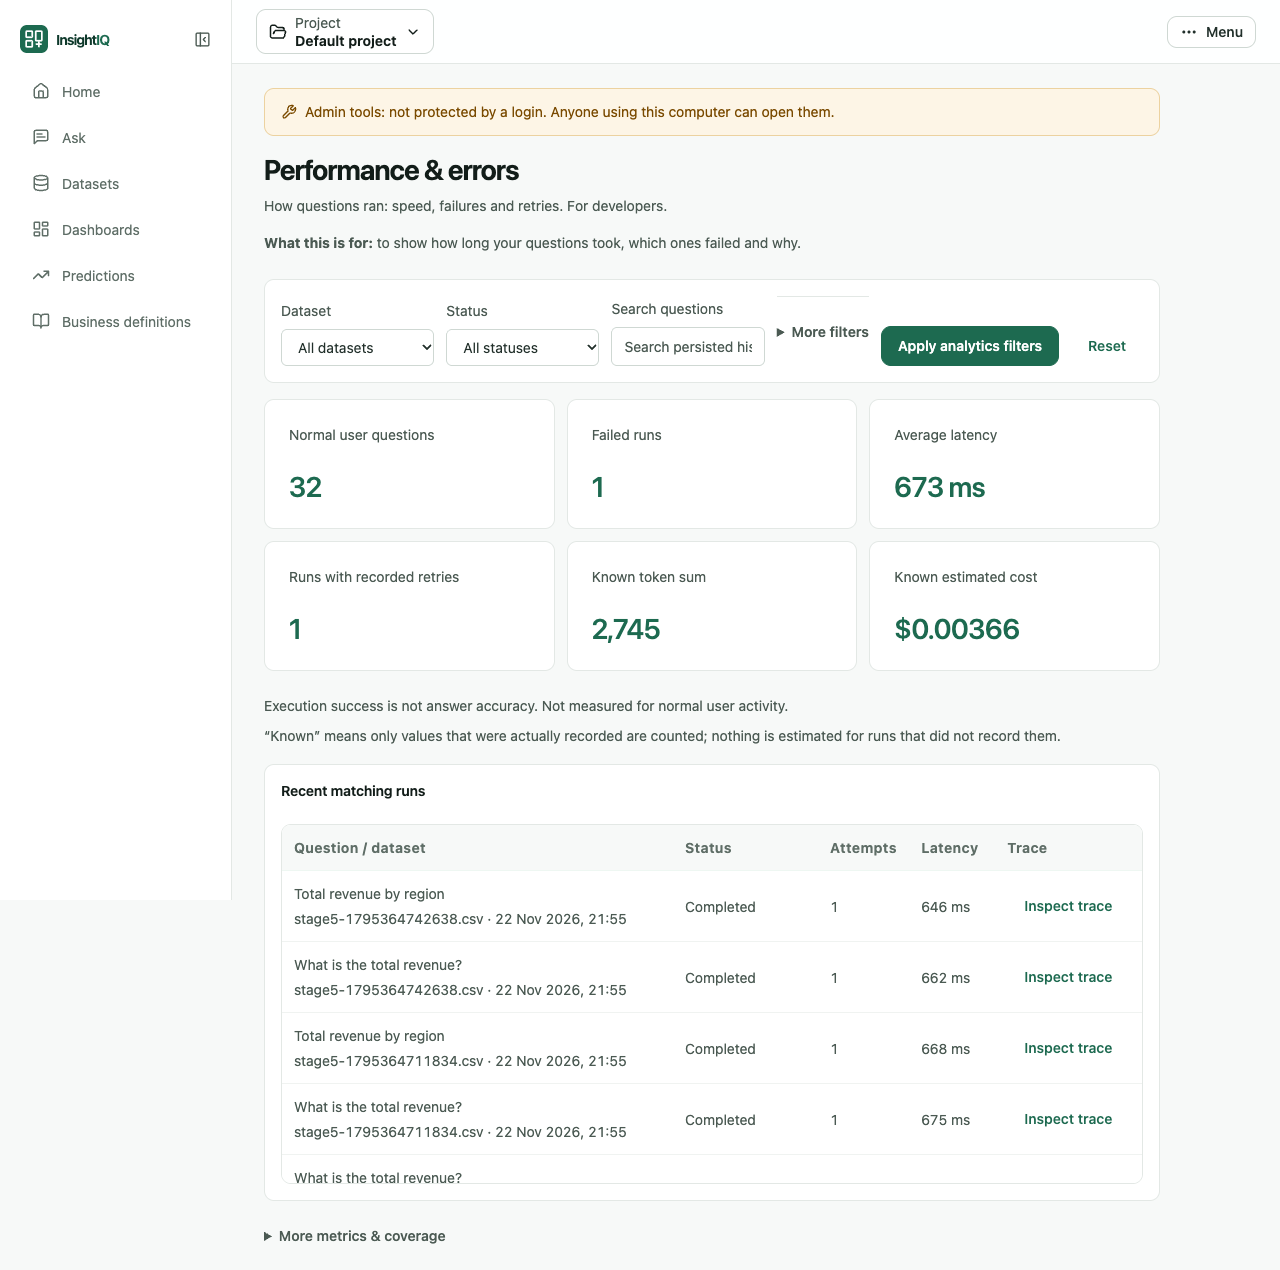 InsightIQ
Home
Ask
Datasets
Dashboards
Predictions
Business definitions
Project
Default project
Menu
Admin tools: not protected by a login. Anyone using this computer can open them.
Performance & errors
How questions ran: speed, failures and retries. For developers.
What this is for: to show how long your questions took, which ones failed and why.
Dataset
All datasets
Status
All statuses
Search questions
Search persisted his
More filters
Apply analytics filters
Reset
Normal user questions
32
Failed runs
1
Average latency
673 ms
Runs with recorded retries
1
Known token sum
2,745
Known estimated cost
$0.00366
Execution success is not answer accuracy. Not measured for normal user activity.
“Known” means only values that were actually recorded are counted; nothing is estimated for runs that did not record them.
Recent matching runs
Question / dataset Status Attempts Latency Trace
Total revenue by region
stage5-1795364742638.csv · 22 Nov 2026, 21:55 Completed 1 646 ms Inspect trace
What is the total revenue?
stage5-1795364742638.csv · 22 Nov 2026, 21:55 Completed 1 662 ms Inspect trace
Total revenue by region
stage5-1795364711834.csv · 22 Nov 2026, 21:55 Completed 1 668 ms Inspect trace
What is the total revenue?
stage5-1795364711834.csv · 22 Nov 2026, 21:55 Completed 1 675 ms Inspect trace
What is the total revenue?
More metrics & coverage